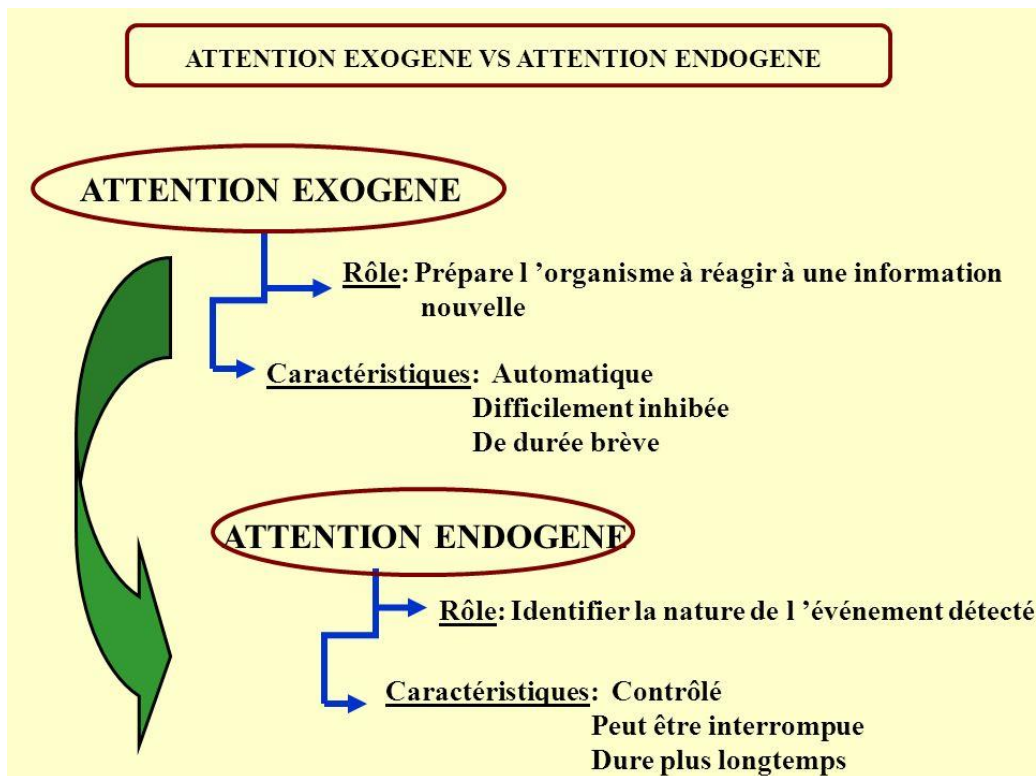 ATTENTION EXOGENE VS ATTENTION ENDOGENE
ATTENTION EXOGENE
Rôle: Prépare l ’organisme à réagir à une information
nouvelle
Caractéristiques: Automatique
Difficilement inhibée
De durée brève
ATTENTION ENDOGENE
Rôle: Identifier la nature de l ’événement détecté
Caractéristiques: Contrôlé
Peut être interrompue
Dure plus longtemps